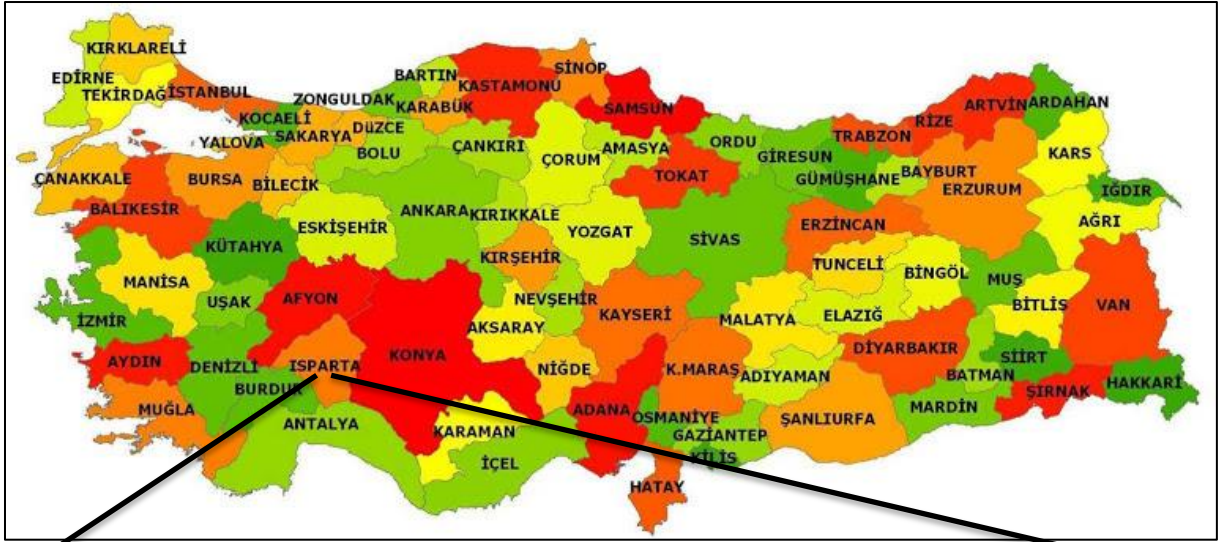 KIRKLARELİ
EDİRNE
TEKİRDAĞ
İSTANBUL
KOCAELİ
YALOVA
SAKARYA
DÜZCE
ZONGULDAK
BARTIN
KARABÜK
KASTAMONU
SİNOP
SAMSUN
BOLU
ÇANKIRI
ÇORUM
AMASYA
ORDU
TOKAT
GİRESUN
GÜMÜŞHANE
TRABZON
RİZE
ARTVİN
ARDAHAN
BAYBURT
ERZURUM
KARS
IĞDIR
AĞRI
ÇANAKKALE
BURSA
BİLECİK
BALIKESİR
KÜTAHYA
ESKİŞEHİR
ANKARA
KIRIKKALE
YOZGAT
SİVAS
ERZİNCAN
KIRŞEHİR
TUNCELİ
BİNGÖL
MUŞ
BİTLİS
VAN
MANİSA
UŞAK
AFYON
NEVŞEHİR
KAYSERİ
MALATYA
ELAZIĞ
İZMİR
AKSARAY
DİYARBAKIR
SİİRT
BATMAN
AYDIN
DENİZLİ
ISPARTA
KONYA
NİĞDE
K.MARAŞ
ADIYAMAN
ŞIRNAK
HAKKARİ
BURDUR
MUĞLA
ANTALYA
KARAMAN
ADANA
OSMANİYE
GAZİANTEP
ŞANLIURFA
MARDİN
KİLİS
İÇEL
HATAY